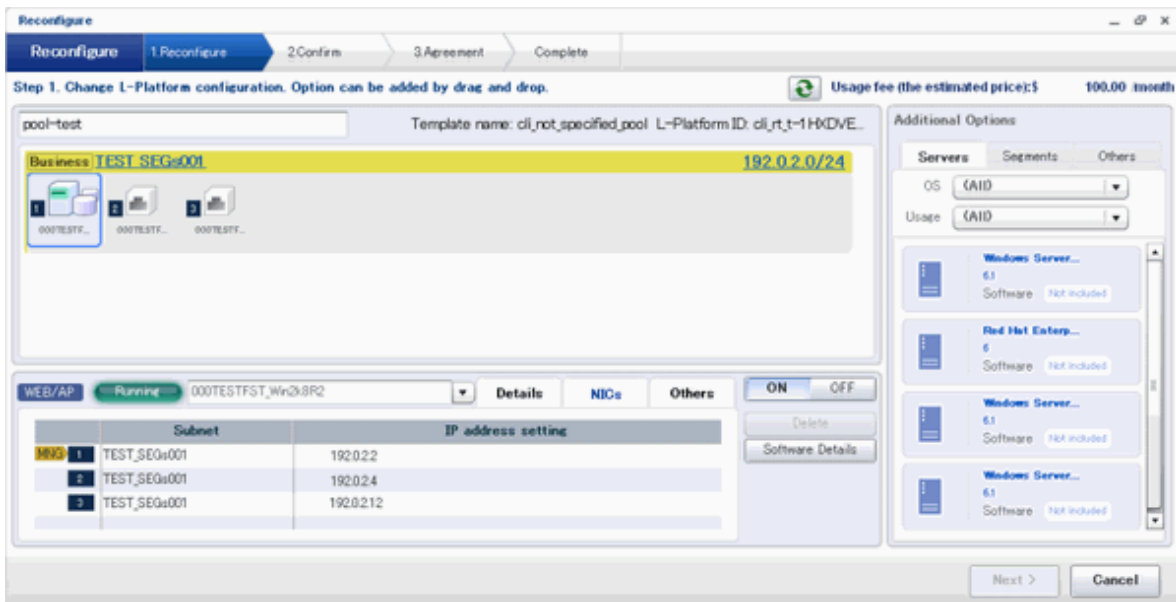 Reconfigure
Reconfigure 1.Reconfigure 2.Confirm 3.Agreement Complete
Step 1. Change L-Platform configuration. Option can be added by drag and drop. Usage fee (the estimated price):$ 100.00 /month
pool-test Template name: cli_not_specified_pool L-Platform ID: cli_rt_t-1HXDVE...
Additional Options
Business TEST_SEGs001 192.0.2.0/24
Servers Segments Others
OS (All)
Usage (All)
1 2 3
000TESTF... 000TESTF... 000TESTF...
Windows Server...
6.1
Software Not included
Red Hat Enterp...
6
Software Not included
Windows Server...
6.1
Software Not included
Windows Server...
6.1
Software Not included
WEB/AP Running 000TESTFST_Win2k8R2 Details NICs Others ON OFF
Delete
Software Details
Subnet IP address setting
MNG 1 TEST_SEGs001 192.0.2.2
2 TEST_SEGs001 192.0.2.4
3 TEST_SEGs001 192.0.2.12
Next > Cancel